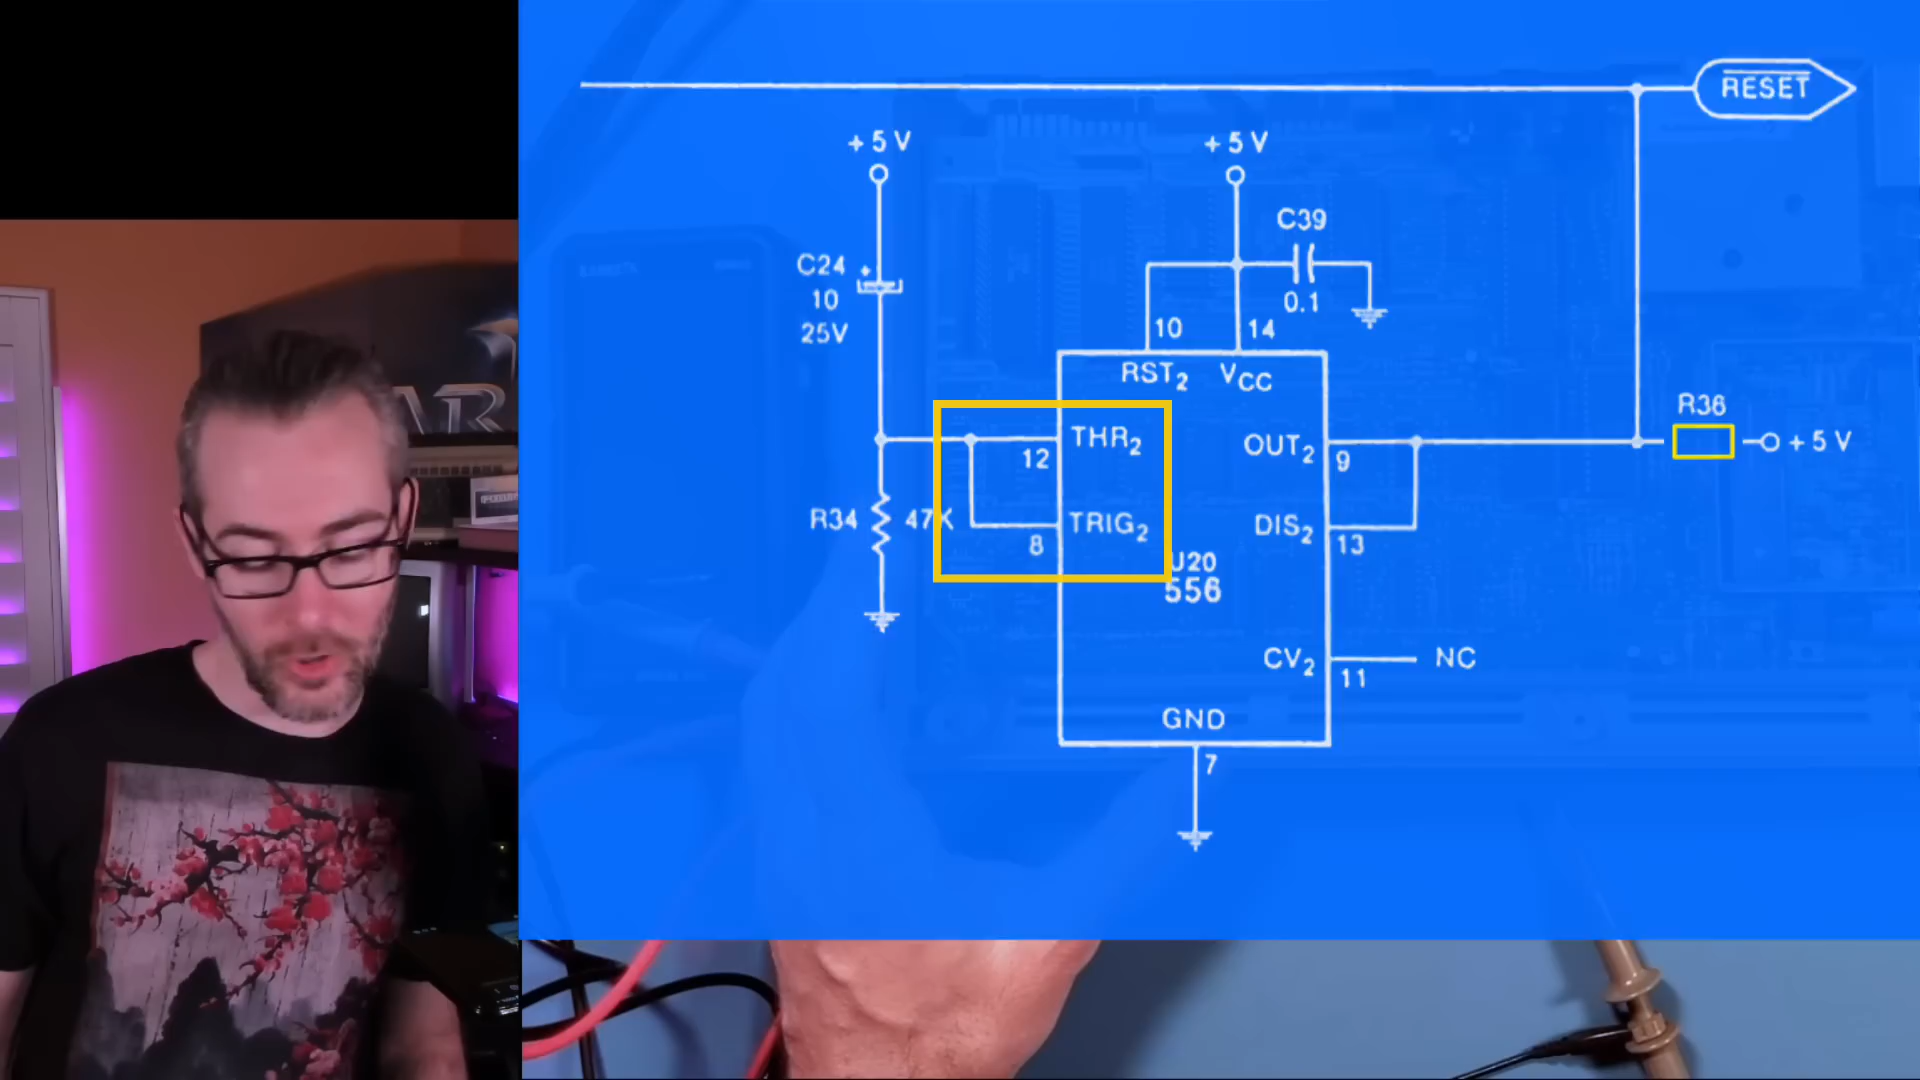 RESET
+ 5 V
+ 5 V
C39
C24
+
10
0.1
25V
10
14
RST2
VCC
R36
THR2
OUT2
+ 5 V
12
9
R34
47K
TRIG2
DIS2
8
13
U20
556
CV2
NC
11
GND
7
AR